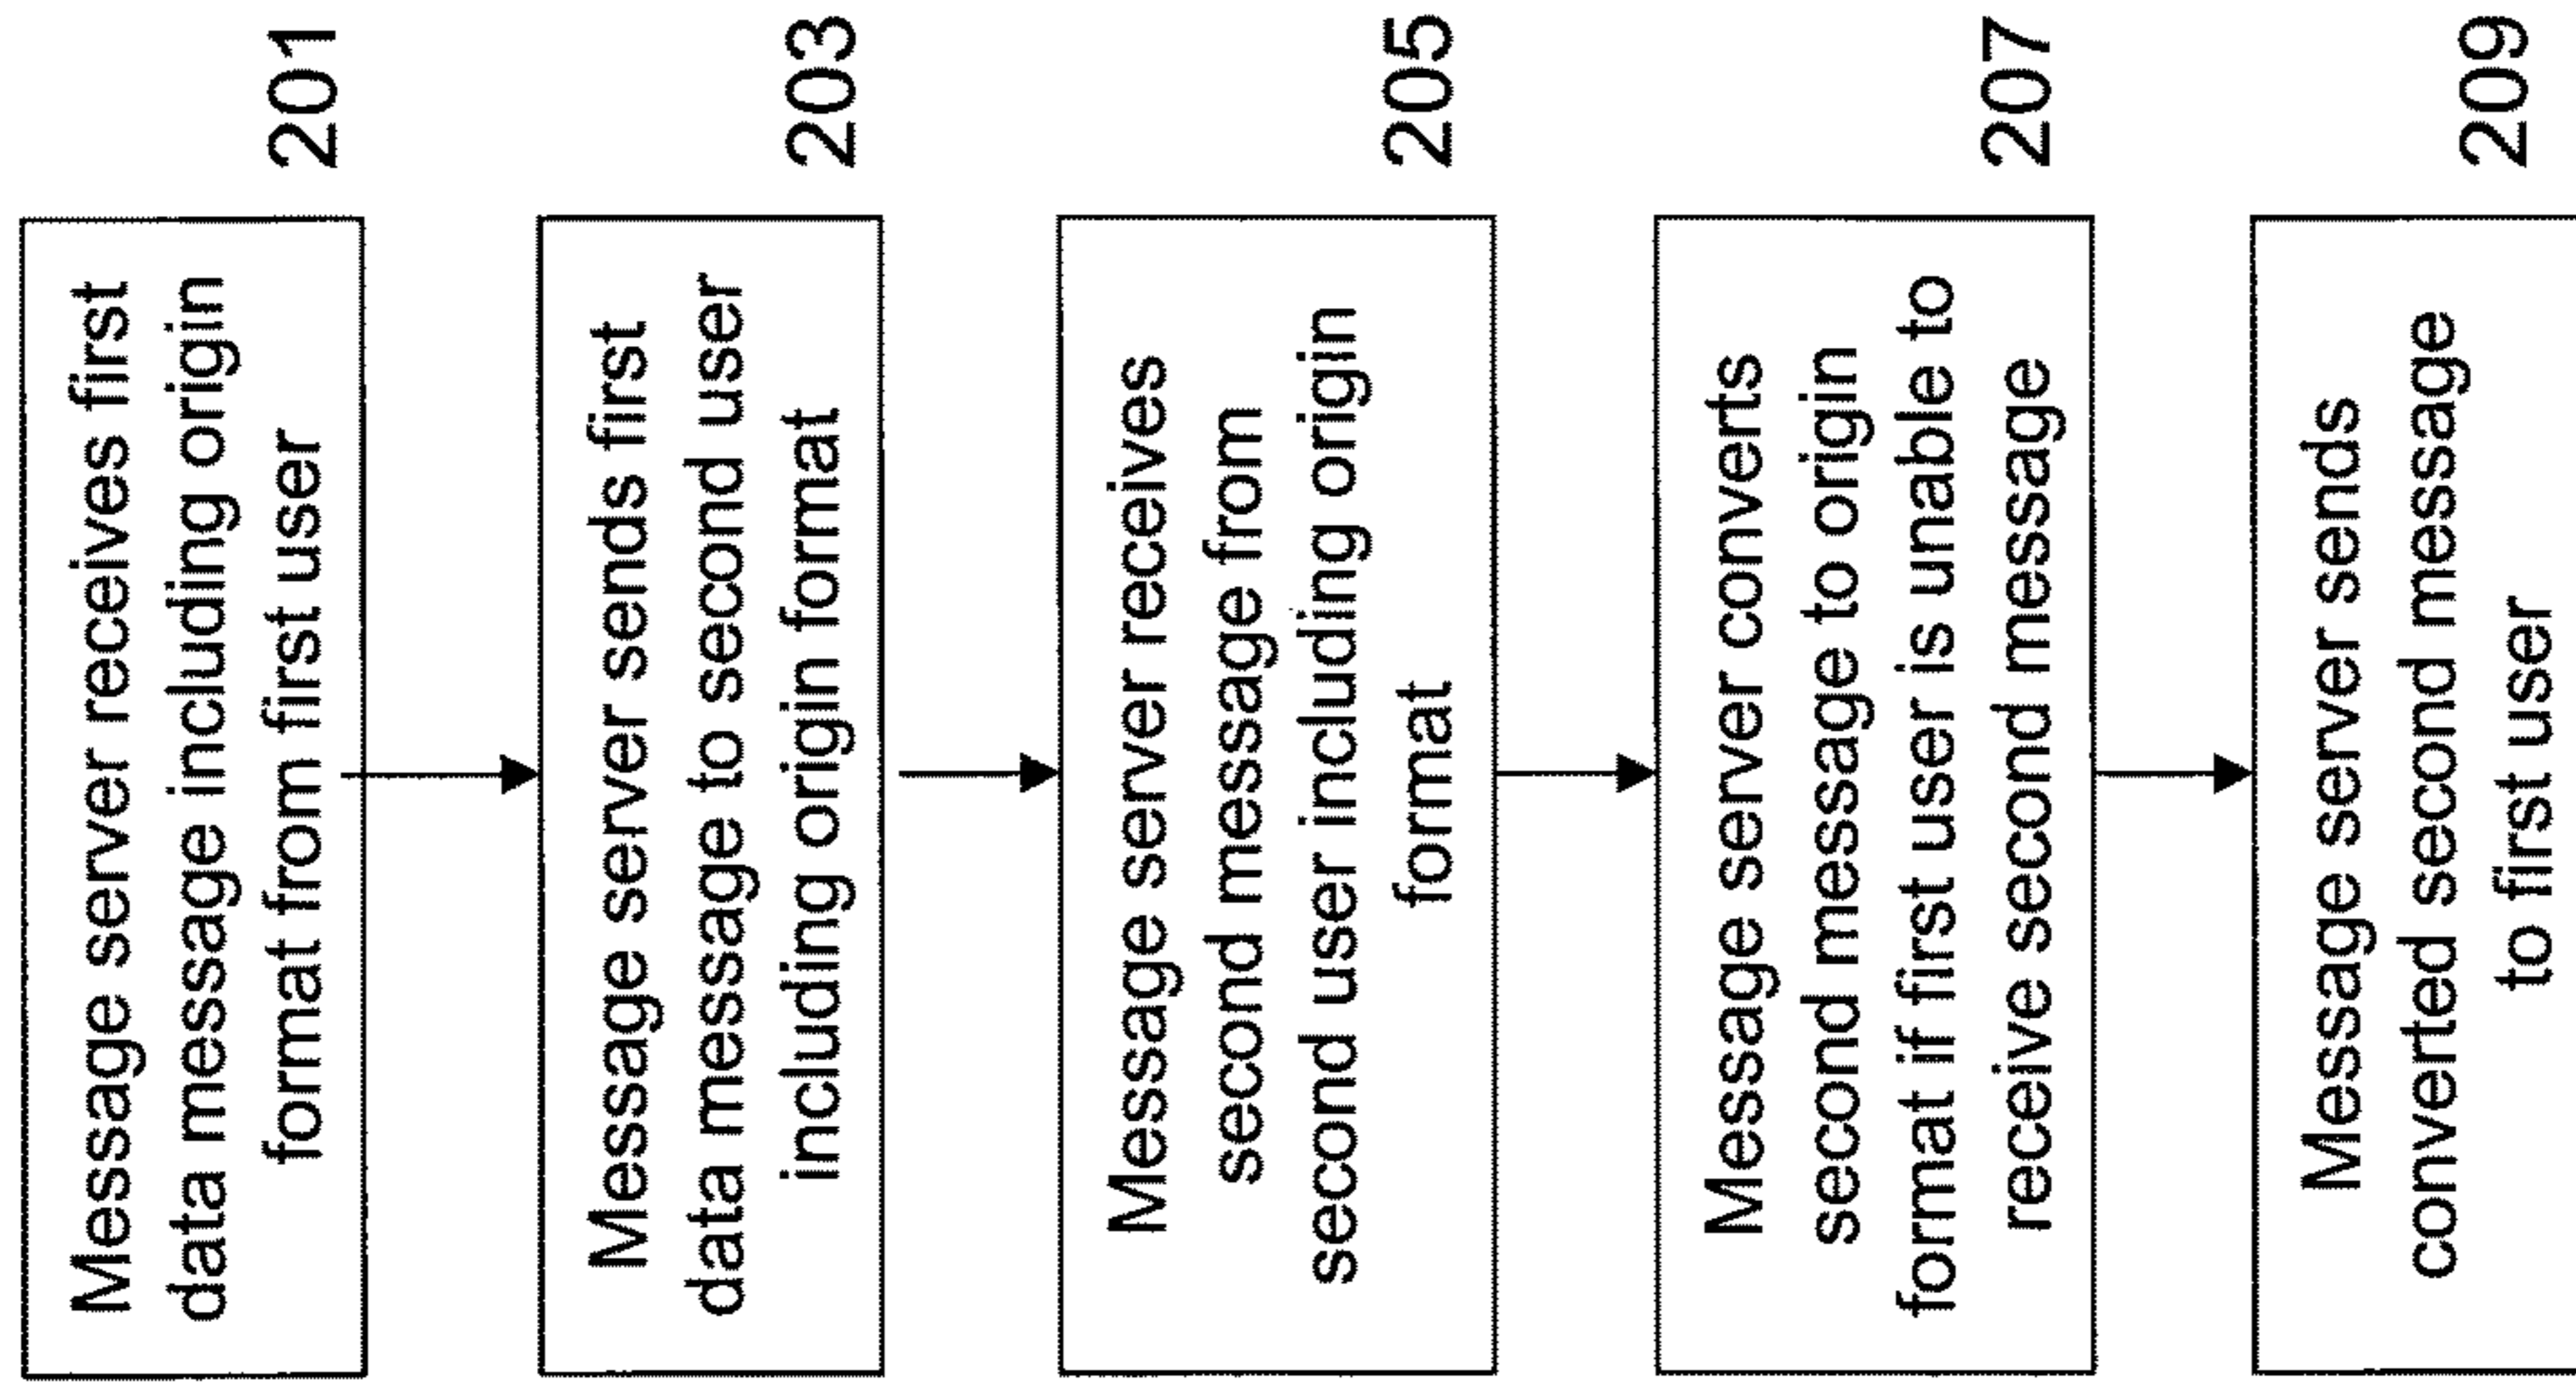 Message server receives first
data message including origin
format from first user
201
Message server sends first
data message to second user
including origin format
203
Message server receives
second message from
second user including origin
format
205
Message server converts
second message to origin
format if first user is unable to
receive second message
207
Message server sends
converted second message
to first user
209